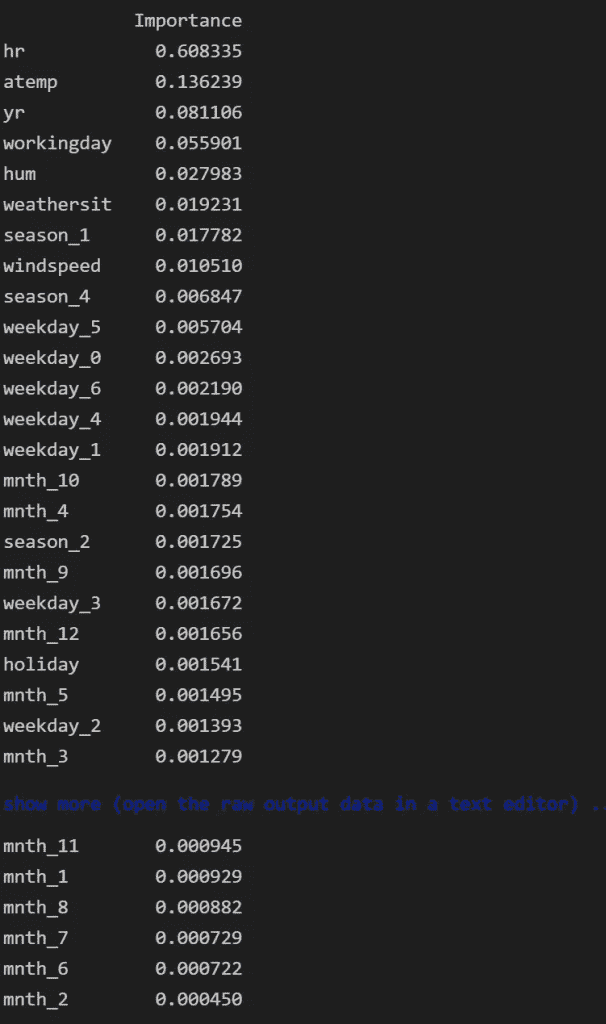 Importance
hr 0.608335
atemp 0.136239
yr 0.081106
workingday 0.055901
hum 0.027983
weathersit 0.019231
season_1 0.017782
windspeed 0.010510
season_4 0.006847
weekday_5 0.005704
weekday_0 0.002693
weekday_6 0.002190
weekday_4 0.001944
weekday_1 0.001912
mnth_10 0.001789
mnth_4 0.001754
season_2 0.001725
mnth_9 0.001696
weekday_3 0.001672
mnth_12 0.001656
holiday 0.001541
mnth_5 0.001495
weekday_2 0.001393
mnth_3 0.001279
show more (open the raw output data in a text editor) ..
mnth_11 0.000945
mnth_1 0.000929
mnth_8 0.000882
mnth_7 0.000729
mnth_6 0.000722
mnth_2 0.000450